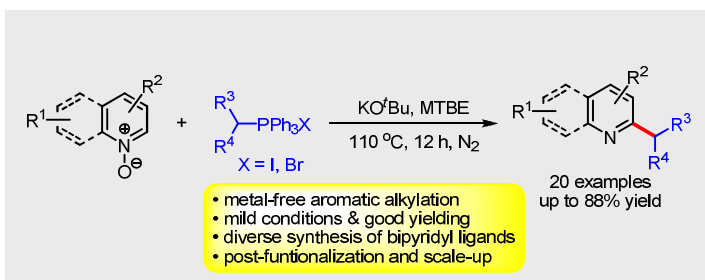 R1
R2
N
⊕
O⊖
+
R3
R4
PPh3X
X = I, Br
KOtBu, MTBE
110 oC, 12 h, N2
R1
R2
N
R3
R4
20 examples
up to 88% yield
• metal-free aromatic alkylation
• mild conditions & good yielding
• diverse synthesis of bipyridyl ligands
• post-funtionalization and scale-up